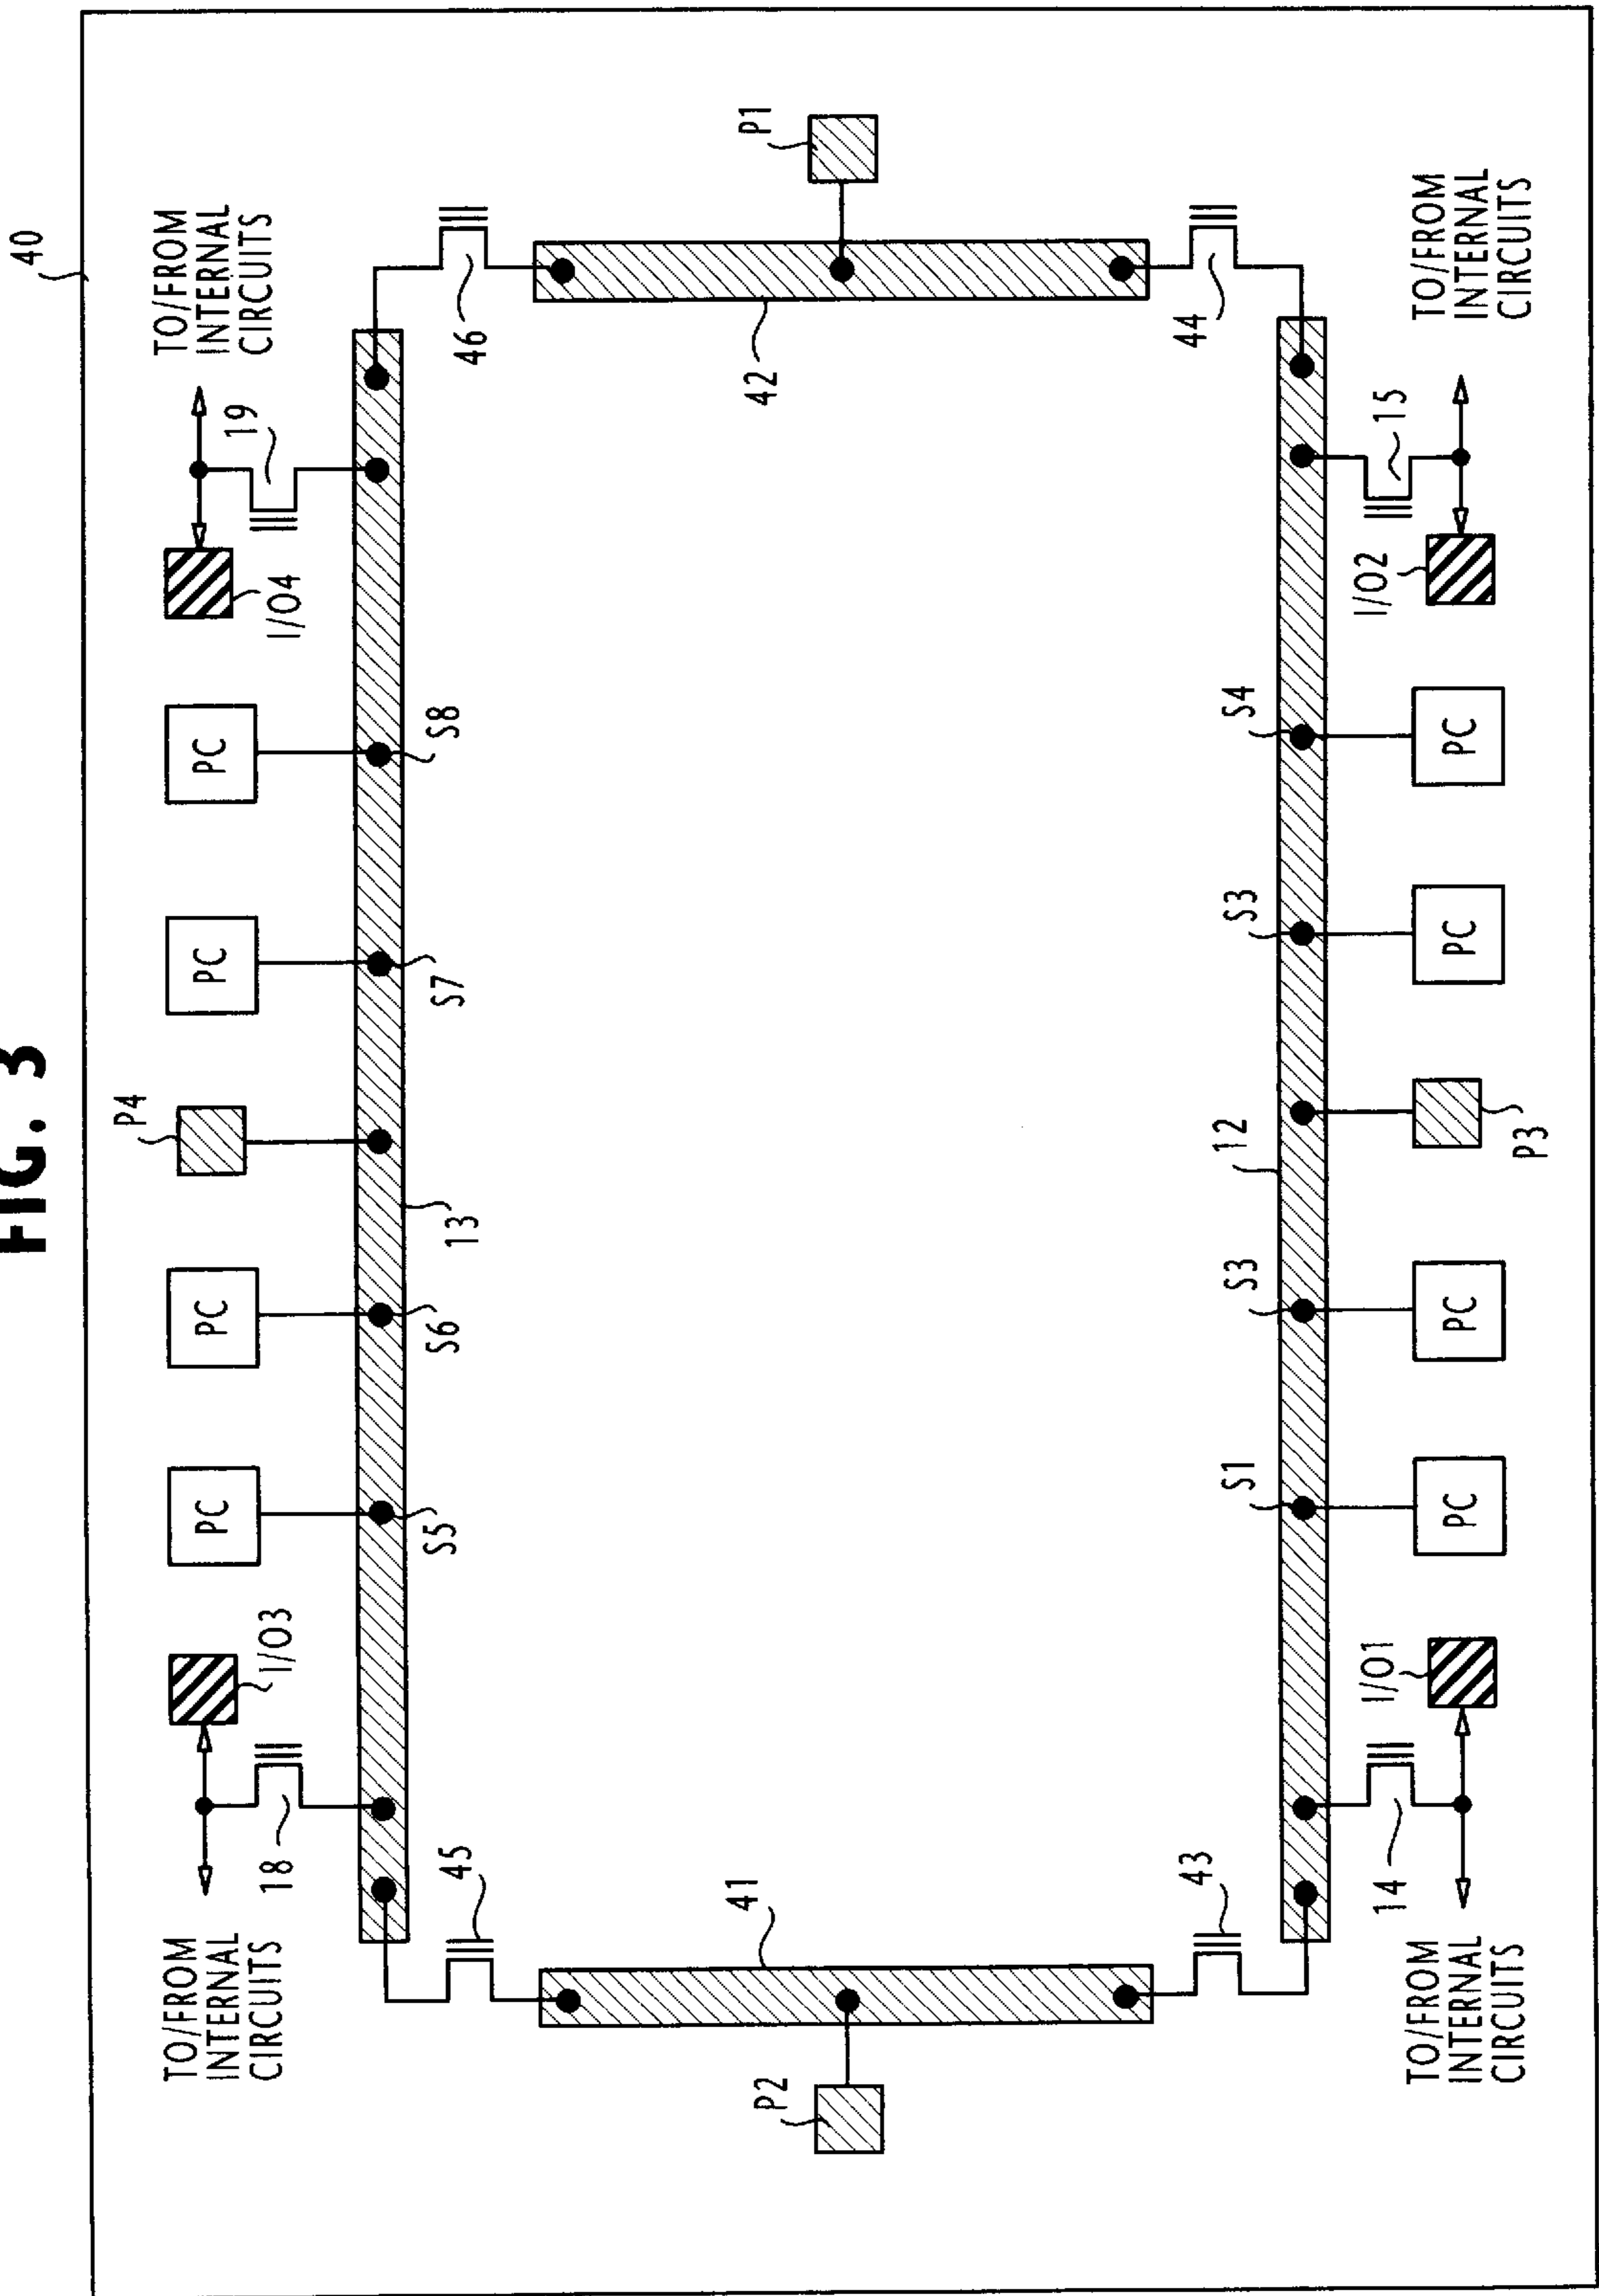 FIG. 3
40
TO/FROM
INTERNAL
CIRCUITS
18
I/O3
PC
PC
P4
PC
PC
I/O4
19
TO/FROM
INTERNAL
CIRCUITS
45
S5
S6
13
S7
S8
46
P2
41
42
P1
43
S1
S3
12
S3
S4
44
TO/FROM
INTERNAL
CIRCUITS
14
I/O1
PC
PC
P3
PC
PC
I/O2
15
TO/FROM
INTERNAL
CIRCUITS